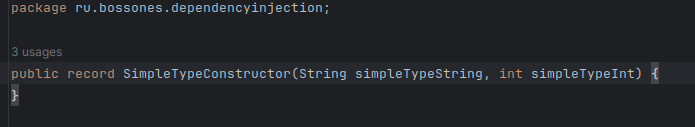 package ru.bossones.dependencyinjection;
3 usages
public record SimpleTypeConstructor(String simpleTypeString, int simpleTypeInt) {
}